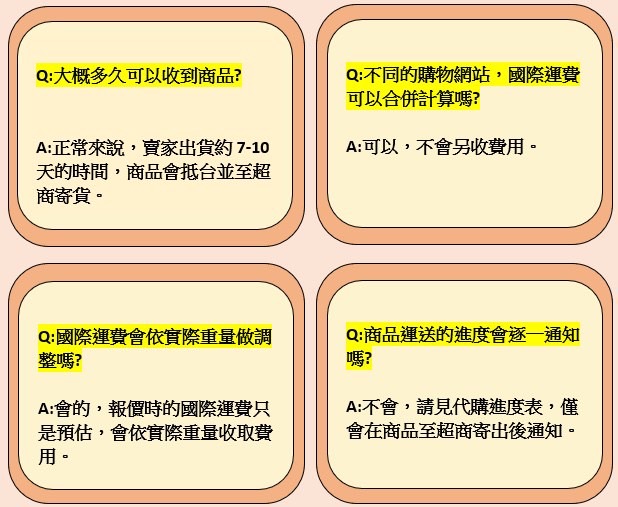 Q:大概多久可以收到商品?
A:正常來說，賣家出貨約 7-10
天的時間，商品會抵台並至超
商寄貨。
Q:不同的購物網站，國際運費
可以合併計算嗎?
A:可以，不會另收費用。
Q:國際運費會依實際重量做調
整嗎?
A:會的，報價時的國際運費只
是預估，會依實際重量收取費
用。
Q:商品運送的進度會逐一通知
嗎?
A:不會，請見代購進度表，僅
會在商品至超商寄出後通知。